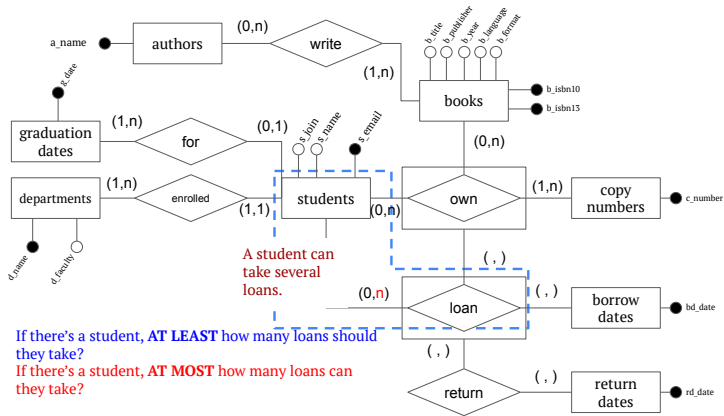 b_title
b_publisher
b_year
b_language
b_format
a_name
authors
(0,n)
write
(1,n)
books
b_isbn10
b_isbn13
g_date
graduation
dates
(1,n)
for
(0,1)
s_join
s_name
s_email
(0,n)
departments
(1,n)
enrolled
(1,1)
students
(0,n)
own
(1,n)
copy
numbers
c_number
d_name
d_faculty
A student can
take several
loans.
( , )
(0,n)
loan
( , )
borrow
dates
bd_date
If there's a student, AT LEAST how many loans should
they take?
If there's a student, AT MOST how many loans can
they take?
( , )
return
( , )
return
dates
rd_date